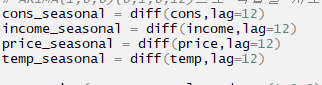 cons_seasonal = diff(cons,lag=12)
income_seasonal = diff(income,lag=12)
price_seasonal = diff(price,lag=12)
temp_seasonal = diff(temp,lag=12)